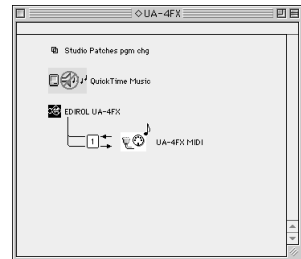 ◇UA-4FX
Studio Patches pgm chg
QuickTime Music
EDIROL UA-4FX
1
UA-4FX MIDI